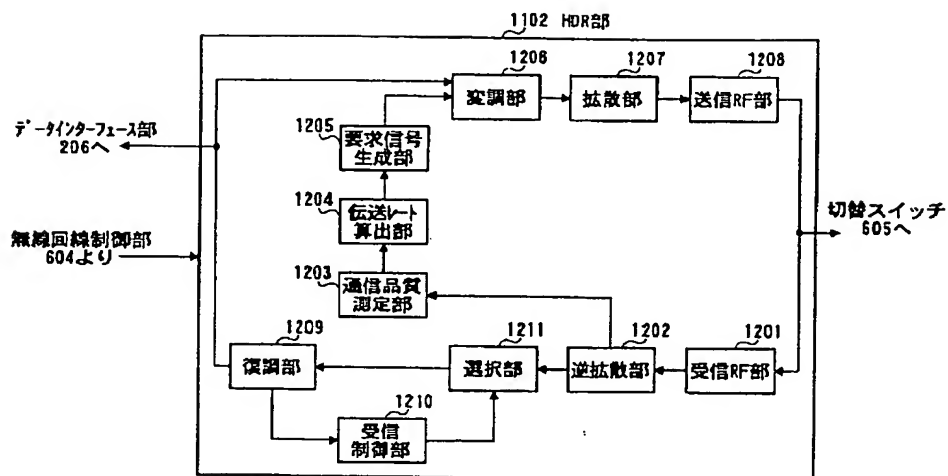 1102 HDR部
1206
変調部
1207
拡散部
1208
送信RF部
データインターフェース部
206へ
1205
要求信号
生成部
1204
伝送レート
算出部
無線回線制御部
604より
切替スイッチ
605へ
1203
通信品質
測定部
1209
復調部
1211
選択部
1202
逆拡散部
1201
受信RF部
1210
受信
制御部